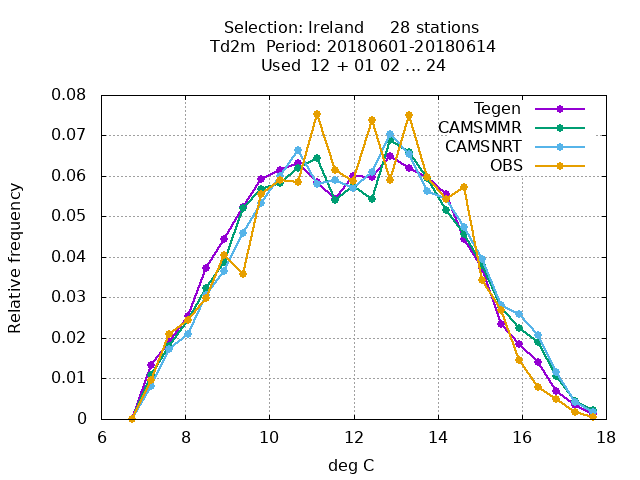 Selection: Ireland 28 stations
Td2m Period: 20180601-20180614
Used 12 + 01 02 ... 24
0.08
0.07
0.06
0.05
0.04
0.03
0.02
0.01
0
Relative frequency
Tegen
CAMSMMR
CAMSNRT
OBS
6 8 10 12 14 16 18
deg C